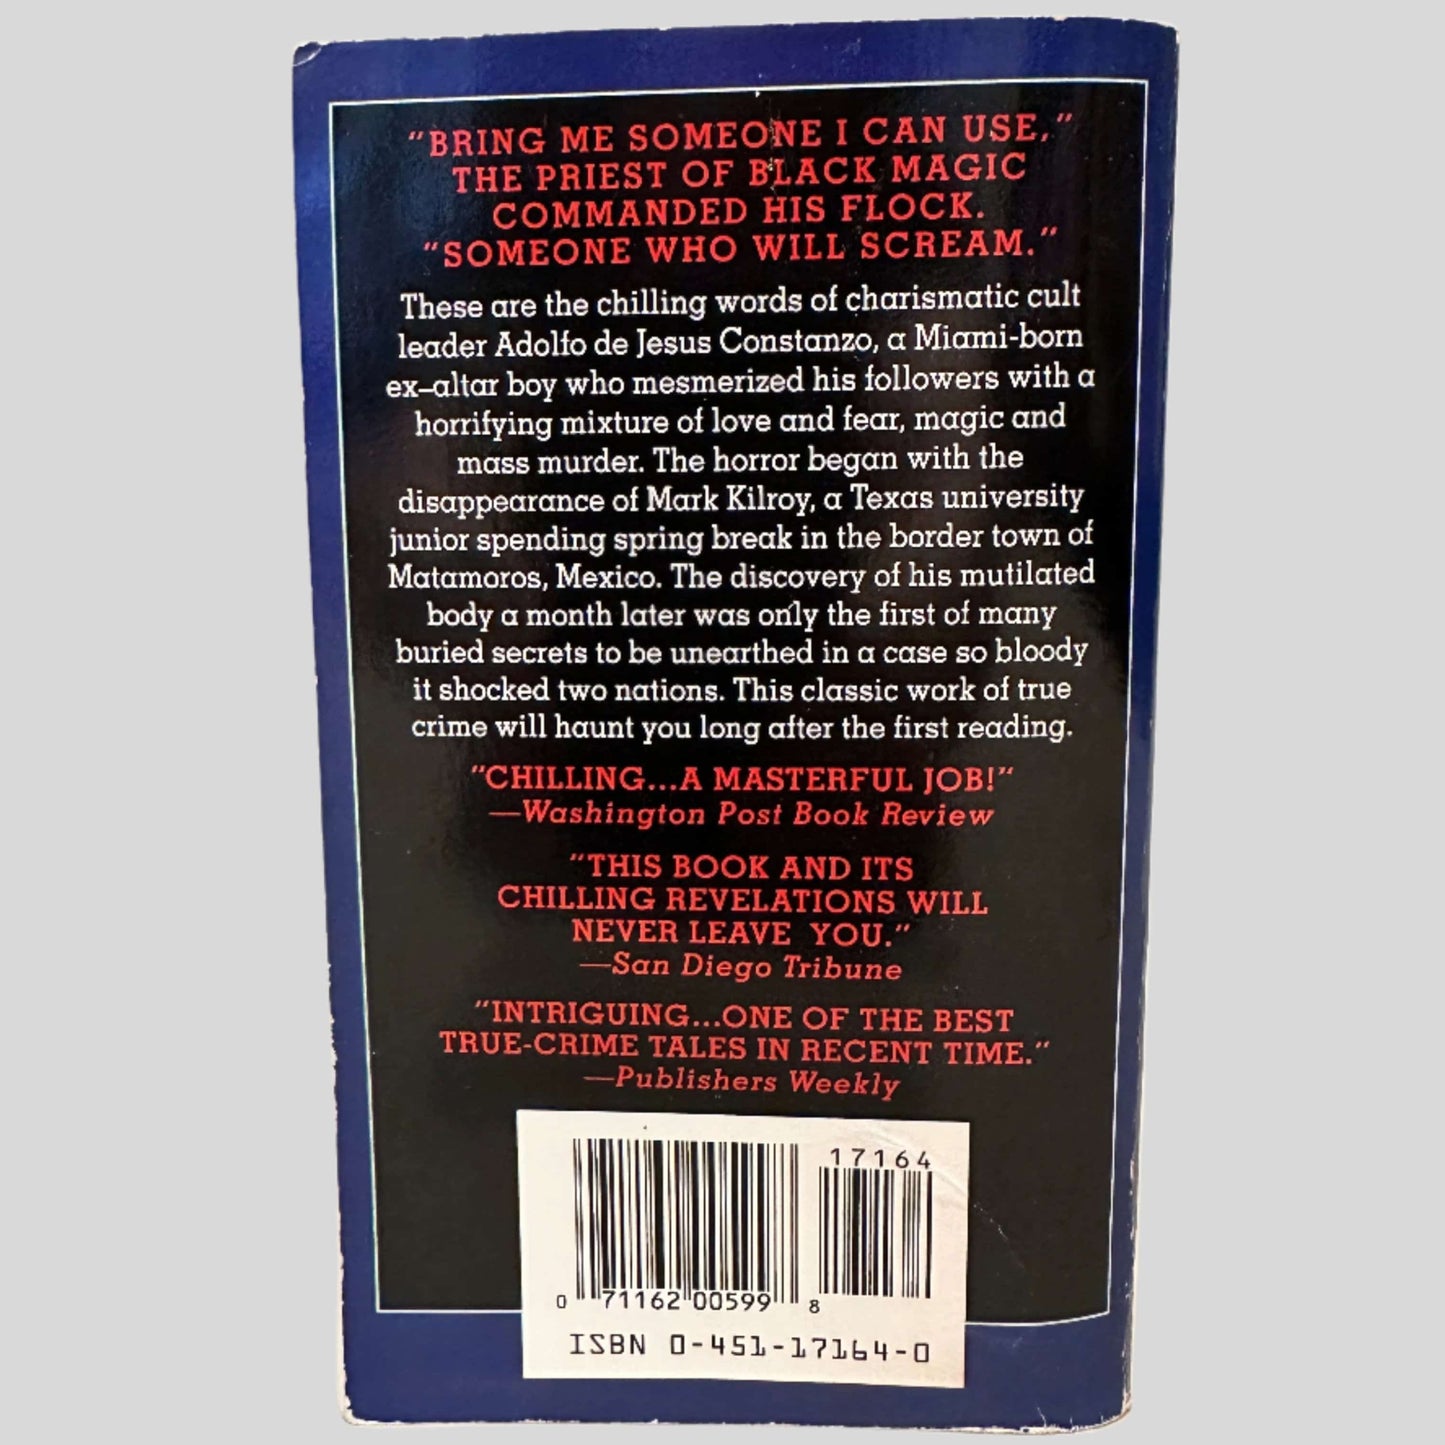 "BRING ME SOMEONE I CAN USE,"
THE PRIEST OF BLACK MAGIC
COMMANDED HIS FLOCK.
"SOMEONE WHO WILL SCREAM."
These are the chilling words of charismatic cult
leader Adolfo de Jesus Constanzo, a Miami-born
ex–altar boy who mesmerized his followers with a
horrifying mixture of love and fear, magic and
mass murder. The horror began with the
disappearance of Mark Kilroy, a Texas university
junior spending spring break in the border town of
Matamoros, Mexico. The discovery of his mutilated
body a month later was only the first of many
buried secrets to be unearthed in a case so bloody
it shocked two nations. This classic work of true
crime will haunt you long after the first reading.
"CHILLING...A MASTERFUL JOB!"
—Washington Post Book Review
"THIS BOOK AND ITS
CHILLING REVELATIONS WILL
NEVER LEAVE YOU."
—San Diego Tribune
"INTRIGUING...ONE OF THE BEST
TRUE-CRIME TALES IN RECENT TIME."
—Publishers Weekly
17164
0 71162 00599 8
ISBN 0-451-17164-0